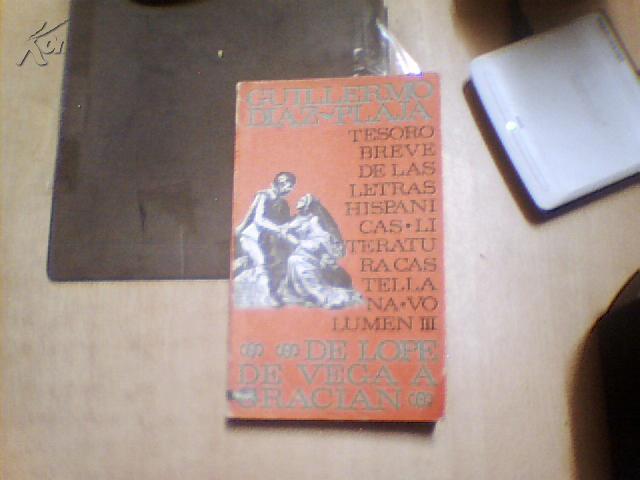 GUILLERMO
DIAZ-PLAJA
TESORO
BREVE
DE LAS
LETRAS
HISPANI
CAS • LI
TERATU
RA CAS
TELLA
NA • VO
LUMEN III
DE LOPE
DE VEGA A
GRACIAN